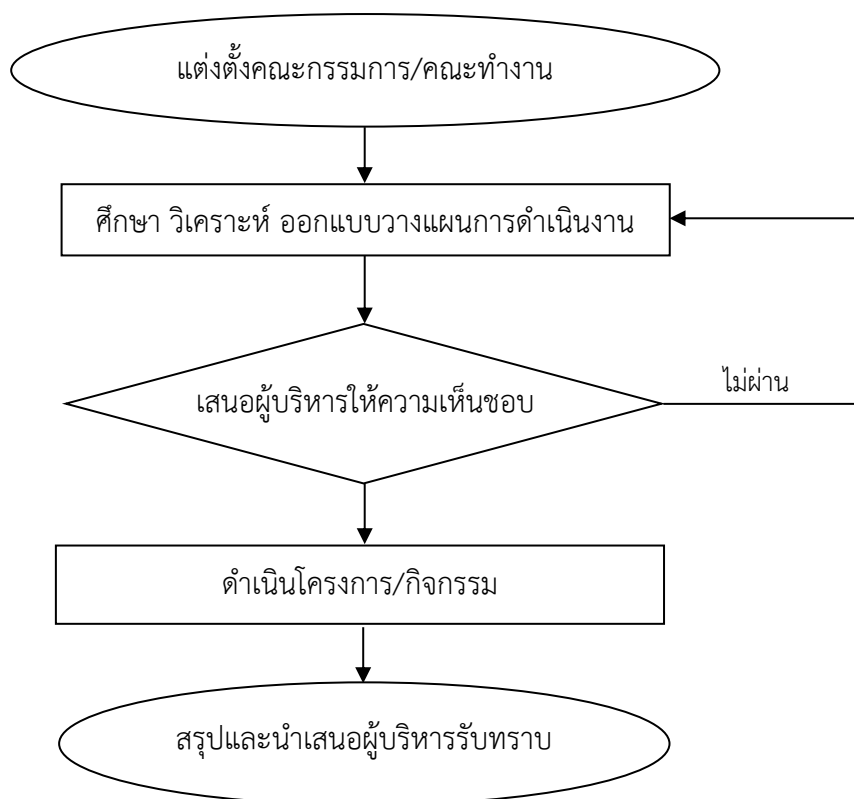 แต่งตั้งคณะกรรมการ/คณะทำงาน
ศึกษา วิเคราะห์ ออกแบบวางแผนการดำเนินงาน
เสนอผู้บริหารให้ความเห็นชอบ
ไม่ผ่าน
ดำเนินโครงการ/กิจกรรม
สรุปและนำเสนอผู้บริหารรับทราบ